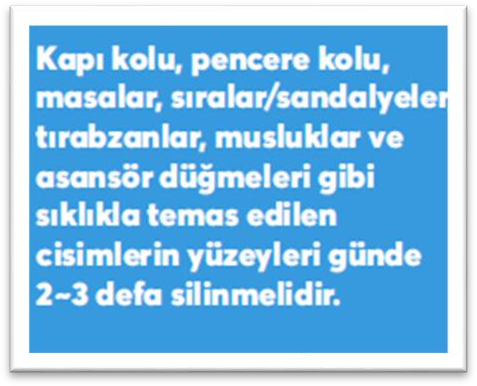 Kapı kolu, pencere kolu,
masalar, sıralar/sandalyeler
tırabzanlar, musluklar ve
asansör düğmeleri gibi
sıklıkla temas edilen
cisimlerin yüzeyleri günde
2~3 defa silinmelidir.